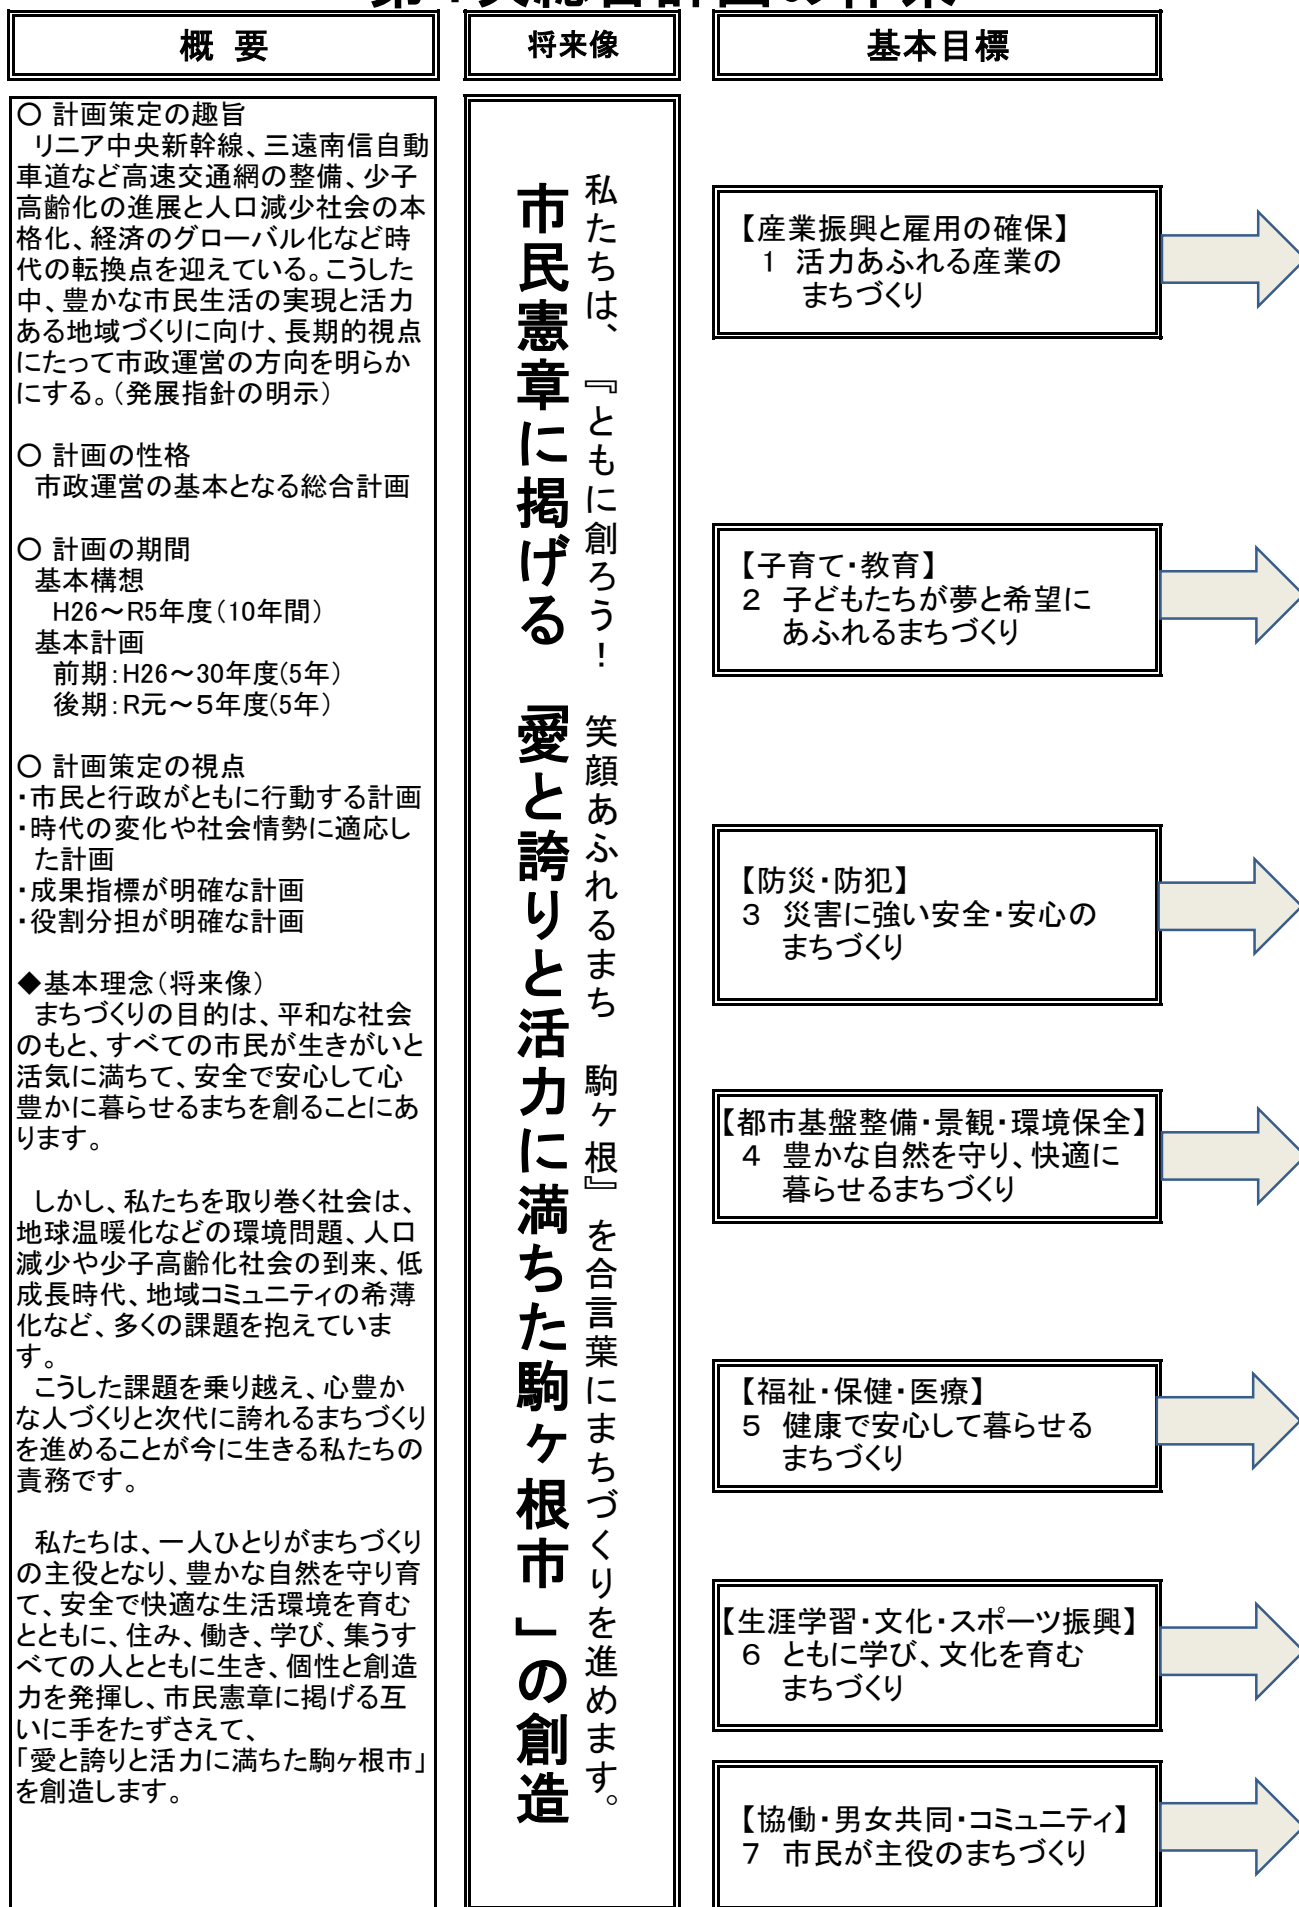 第4次総合計画の体系
概 要
○ 計画策定の趣旨
リニア中央新幹線、三遠南信自動
車道など高速交通網の整備、少子
高齢化の進展と人口減少社会の本
格化、経済のグローバル化など時
代の転換点を迎えている。こうした
中、豊かな市民生活の実現と活力
ある地域づくりに向け、長期的視点
にたって市政運営の方向を明らか
にする。（発展指針の明示）
○ 計画の性格
市政運営の基本となる総合計画
○ 計画の期間
基本構想
H26～R5年度（10年間）
基本計画
前期：H26～30年度(5年）
後期：R元～５年度(5年）
○ 計画策定の視点
・市民と行政がともに行動する計画
・時代の変化や社会情勢に適応し
た計画
・成果指標が明確な計画
・役割分担が明確な計画
◆基本理念（将来像）
まちづくりの目的は、平和な社会
のもと、すべての市民が生きがいと
活気に満ちて、安全で安心して心
豊かに暮らせるまちを創ることにあ
ります。
しかし、私たちを取り巻く社会は、
地球温暖化などの環境問題、人口
減少や少子高齢化社会の到来、低
成長時代、地域コミュニティの希薄
化など、多くの課題を抱えていま
す。
こうした課題を乗り越え、心豊か
な人づくりと次代に誇れるまちづくり
を進めることが今に生きる私たちの
責務です。
私たちは、一人ひとりがまちづくり
の主役となり、豊かな自然を守り育
て、安全で快適な生活環境を育む
とともに、住み、働き、学び、集うす
べての人とともに生き、個性と創造
力を発揮し、市民憲章に掲げる互
いに手をたずさえて、
「愛と誇りと活力に満ちた駒ヶ根市」
を創造します。
将来像
私たちは、『ともに創ろう！ 笑顔あふれるまち 駒ヶ根』を合言葉にまちづくりを進めます。
市民憲章に掲げる「愛と誇りと活力に満ちた駒ヶ根市」の創造
基本目標
【産業振興と雇用の確保】
1 活力あふれる産業の
まちづくり
【子育て・教育】
２ 子どもたちが夢と希望に
あふれるまちづくり
【防災・防犯】
３ 災害に強い安全・安心の
まちづくり
【都市基盤整備・景観・環境保全】
４ 豊かな自然を守り、快適に
暮らせるまちづくり
【福祉・保健・医療】
５ 健康で安心して暮らせる
まちづくり
【生涯学習・文化・スポーツ振興】
６ ともに学び、文化を育む
まちづくり
【協働・男女共同・コミュニティ】
７ 市民が主役のまちづくり